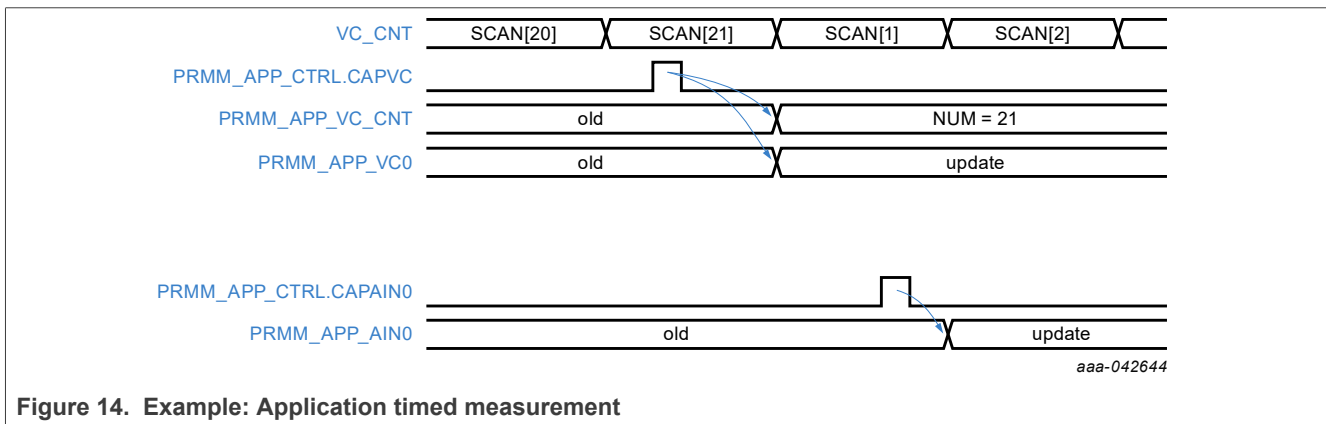 VC_CNT SCAN[20] SCAN[21] SCAN[1] SCAN[2]
PRMM_APP_CTRL.CAPVC
PRMM_APP_VC_CNT old NUM = 21
PRMM_APP_VC0 old update
PRMM_APP_CTRL.CAPAIN0
PRMM_APP_AIN0 old update
aaa-042644
Figure 14. Example: Application timed measurement